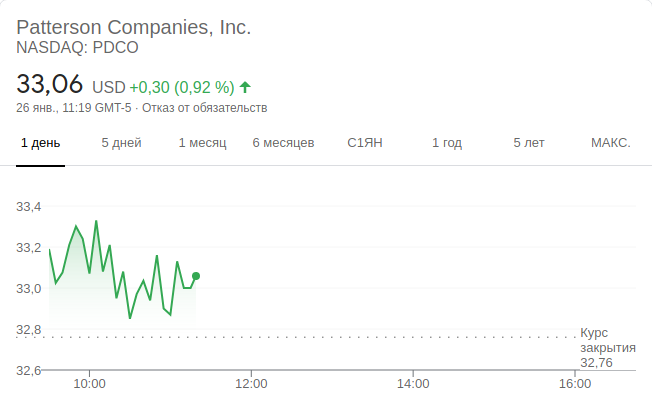 Patterson Companies, Inc.
NASDAQ: PDCO
33,06 USD +0,30 (0,92 %)
26 янв., 11:19 GMT-5 · Отказ от обязательств
1 день 5 дней 1 месяц 6 месяцев С1ЯН 1 год 5 лет МАКС.
33,4
33,2
33,0
32,8
Курс
закрытия
32,76
32,6
10:00 12:00 14:00 16:00